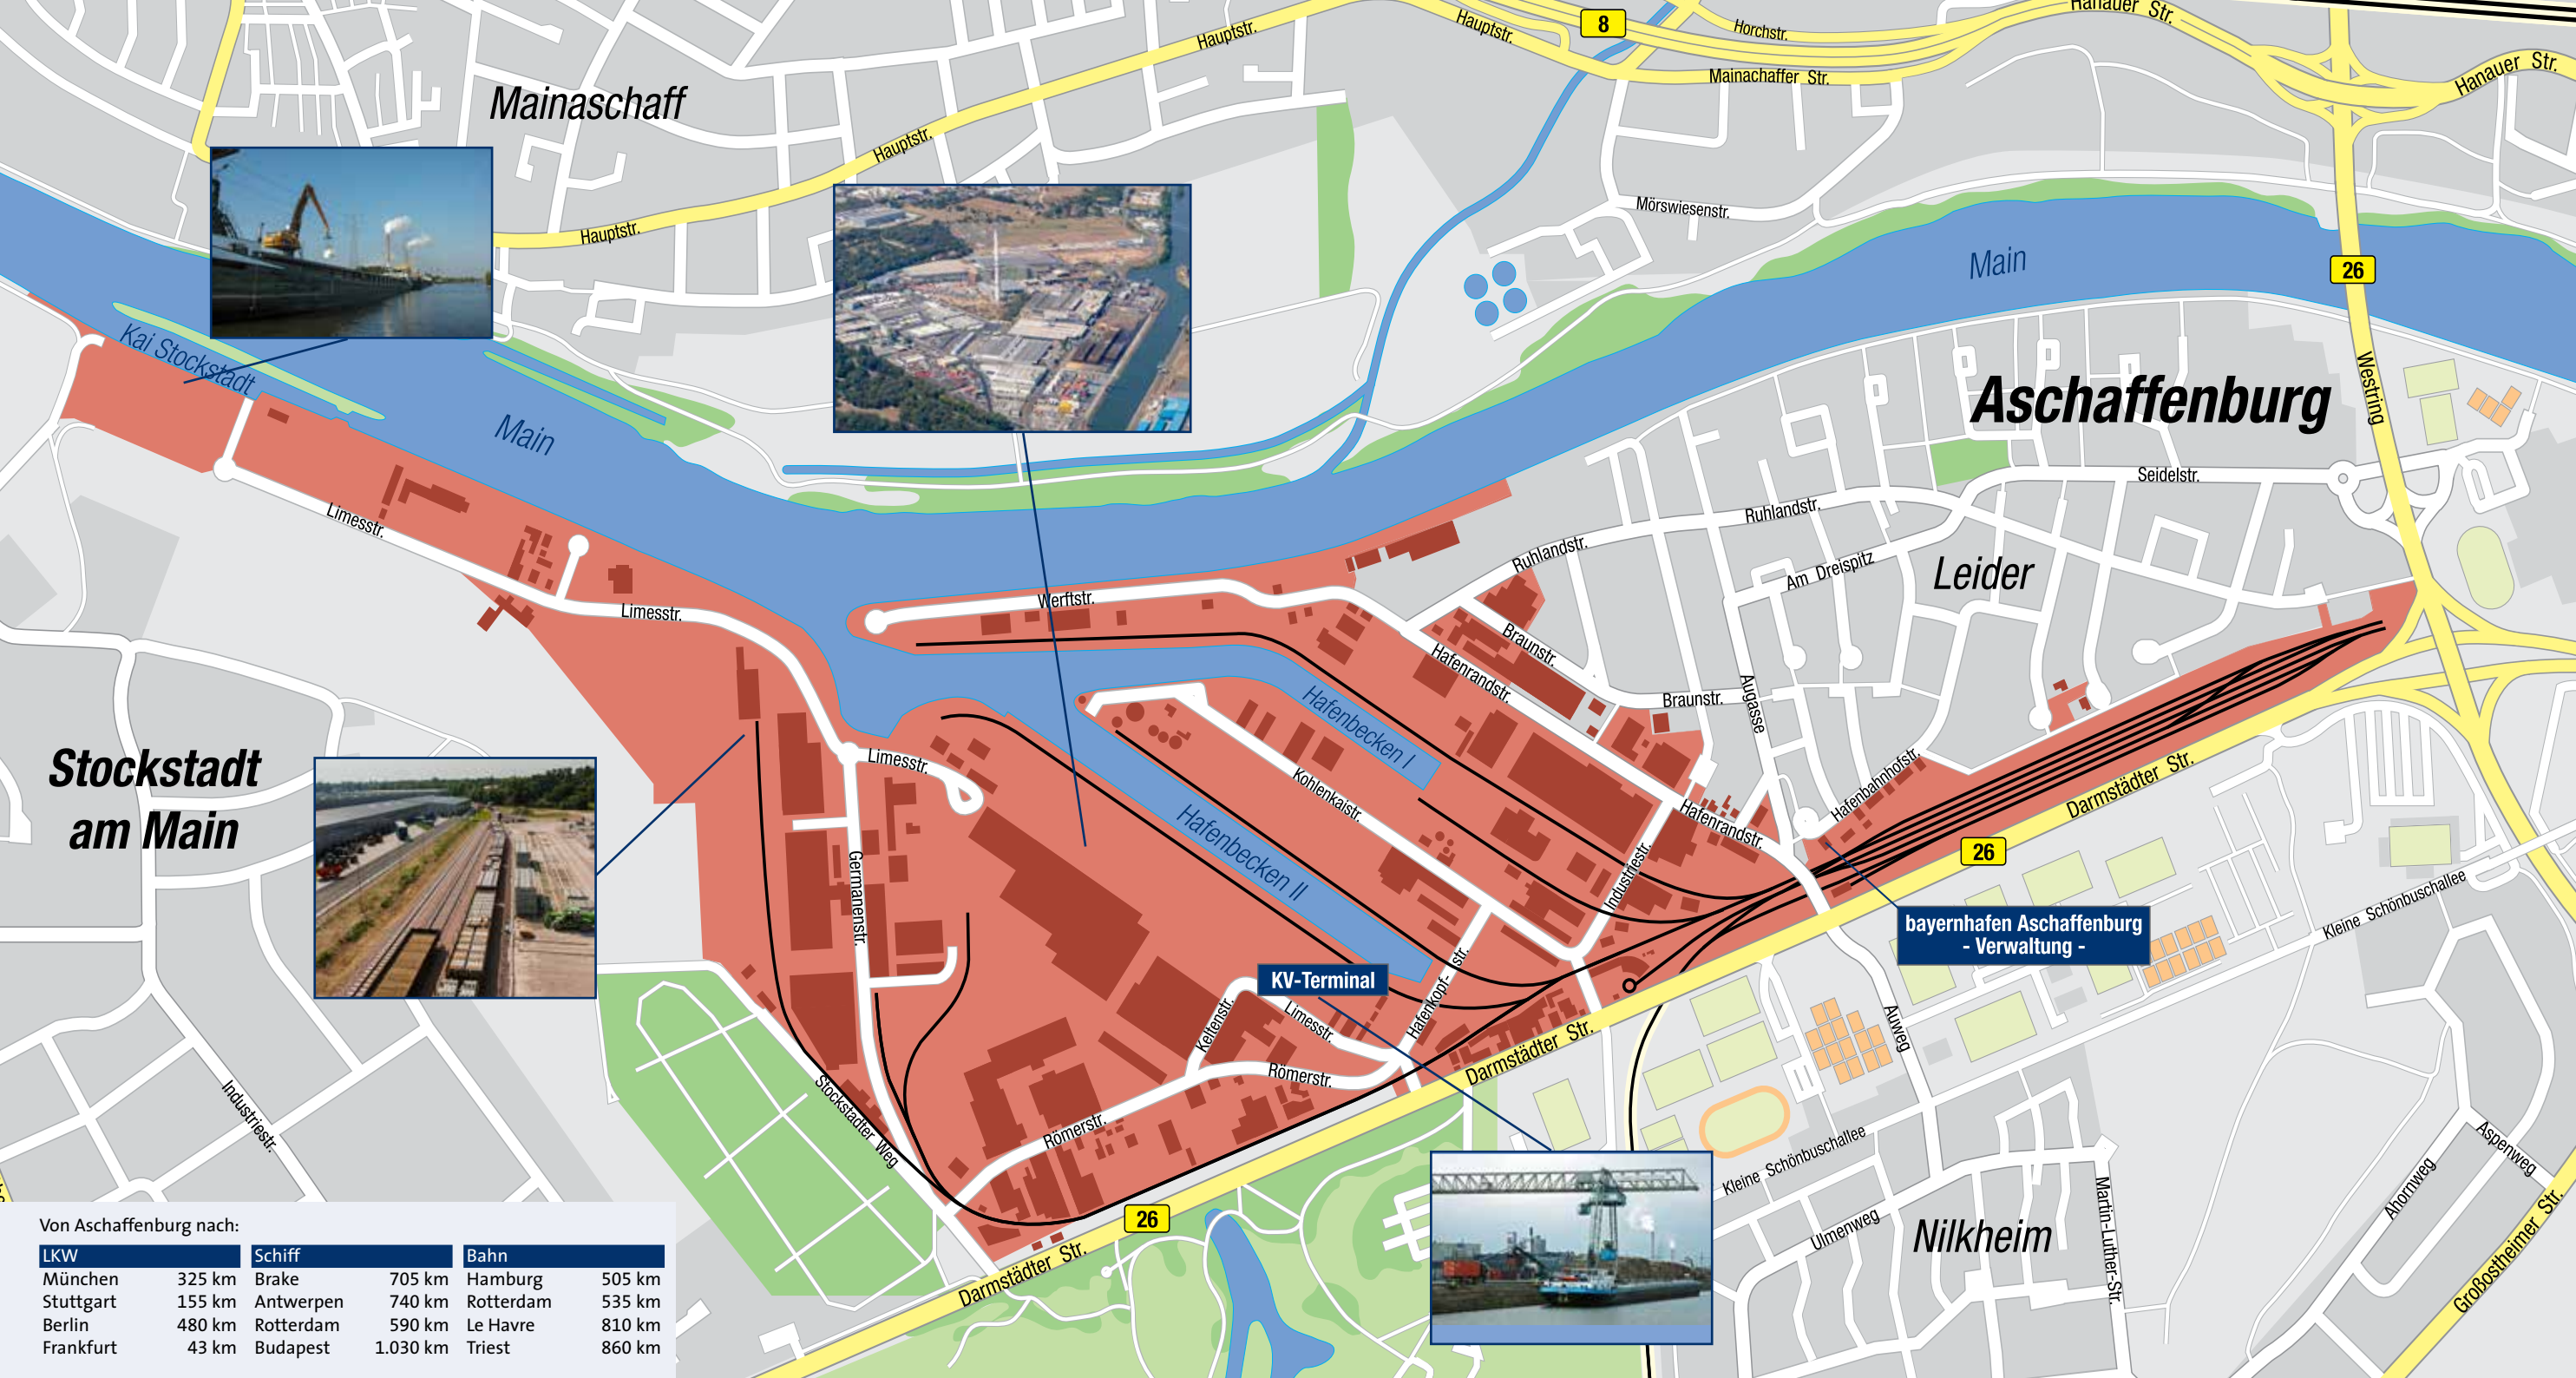 Hauptstr.
Hauptstr.
8
Horchstr.
Hanauer Str.
Mainachaffer Str.
Hanauer Str.
Mainaschaff
Hauptstr.
Hauptstr.
Mörswiesenstr.
Main
26
Kai Stockstadt
Westring
Aschaffenburg
Main
Seidelstr.
Limesstr.
Ruhlandstr.
Ruhlandstr.
Am Dreispitz
Leider
Werftstr.
Limesstr.
Braunstr.
Hafenrandstr.
Braunstr.
Augasse
Hafenbecken I
Limesstr.
Kohlenkaistr.
Hafenbahnhofstr.
Darmstädter Str.
Stockstadt
am Main
Hafenrandstr.
Hafenbecken II
26
Industriestr.
Germanenstr.
Kleine Schönbuschallee
bayernhafen Aschaffenburg
- Verwaltung -
KV-Terminal
Hafenkopf- str.
Keltenstr.
Limesstr.
Auweg
Darmstädter Str.
Römerstr.
Industriestr.
Stockstadter Weg
Römerstr.
Kleine Schönbuschallee
Aspenweg
Ahornweg
Martin-Luther-Str.
Ulmenweg
Nilkheim
26
Darmstädter Str.
Großostheimer Str.
Von Aschaffenburg nach:
LKW Schiff Bahn
München 325 km Brake 705 km Hamburg 505 km
Stuttgart 155 km Antwerpen 740 km Rotterdam 535 km
Berlin 480 km Rotterdam 590 km Le Havre 810 km
Frankfurt 43 km Budapest 1.030 km Triest 860 km